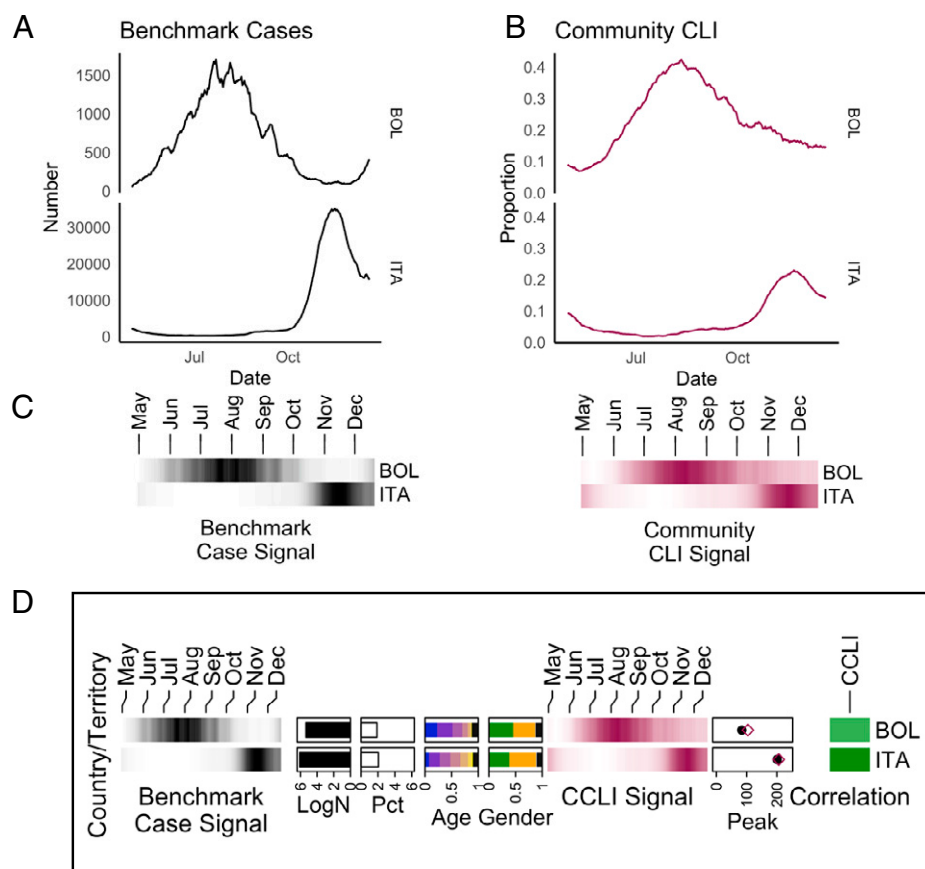 A
Benchmark Cases
B
Community CLI
1500
1000
500
0
BOL
Number
30000
20000
10000
0
ITA
Jul
Oct
Date
0.4
0.3
0.2
0.1
0.0
BOL
Proportion
0.4
0.3
0.2
0.1
0.0
ITA
Jul
Oct
Date
C
May
Jun
Jul
Aug
Sep
Oct
Nov
Dec
BOL
ITA
Benchmark
Case Signal
May
Jun
Jul
Aug
Sep
Oct
Nov
Dec
BOL
ITA
Community
CLI Signal
D
Country/Territory
May
Jun
Jul
Aug
Sep
Oct
Nov
Dec
Benchmark
Case Signal
6
4
2
0
LogN
0
2
4
6
Pct
0
0.5
1
Age
0
0.5
1
Gender
May
Jun
Jul
Aug
Sep
Oct
Nov
Dec
CCLI Signal
0
100
200
Peak
CCLI
BOL
ITA
Correlation